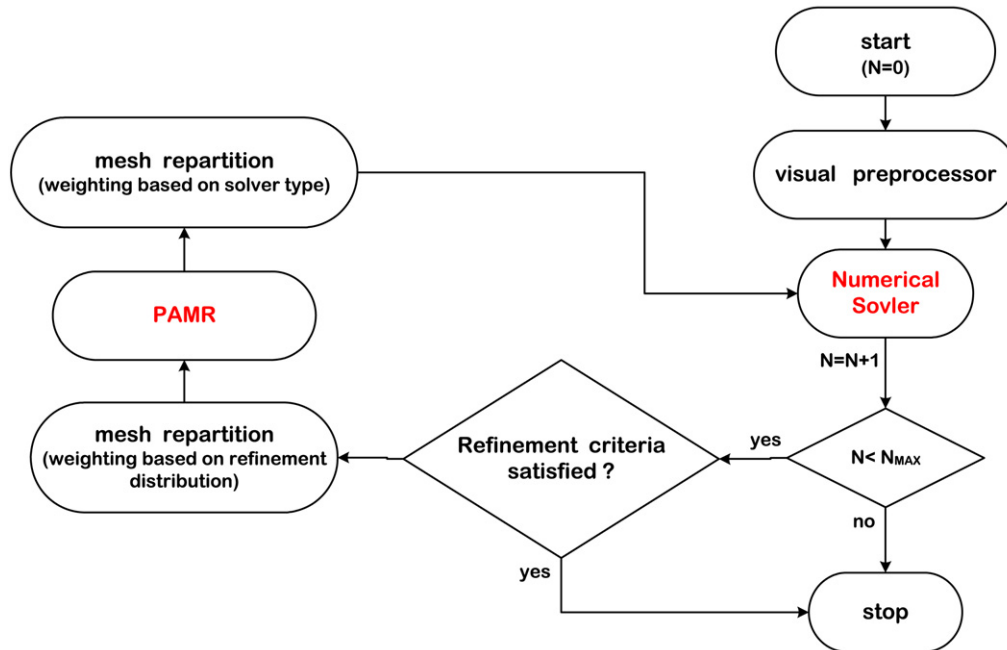 start
(N=0)
visual preprocessor
Numerical
Sovler
N=N+1
N< NMAX
yes
no
stop
Refinement criteria
satisfied ?
yes
mesh repartition
(weighting based on refinement
distribution)
PAMR
mesh repartition
(weighting based on solver type)